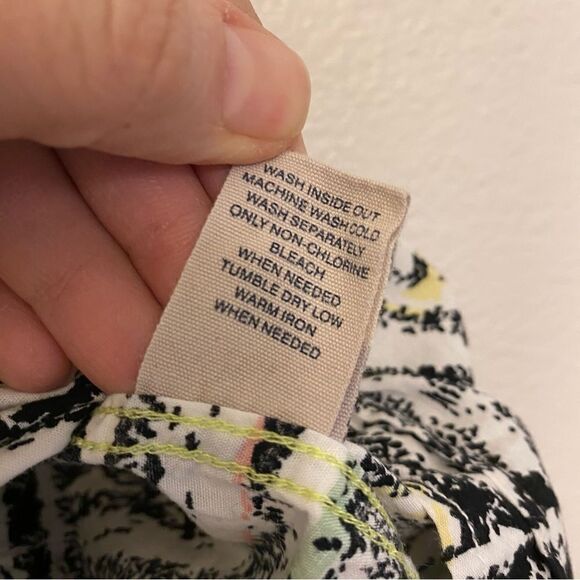 WASH INSIDE OUT
MACHINE WASH COLD
WASH SEPARATELY
ONLY NON-CHLORINE
BLEACH
WHEN NEEDED
TUMBLE DRY LOW
WARM IRON
WHEN NEEDED